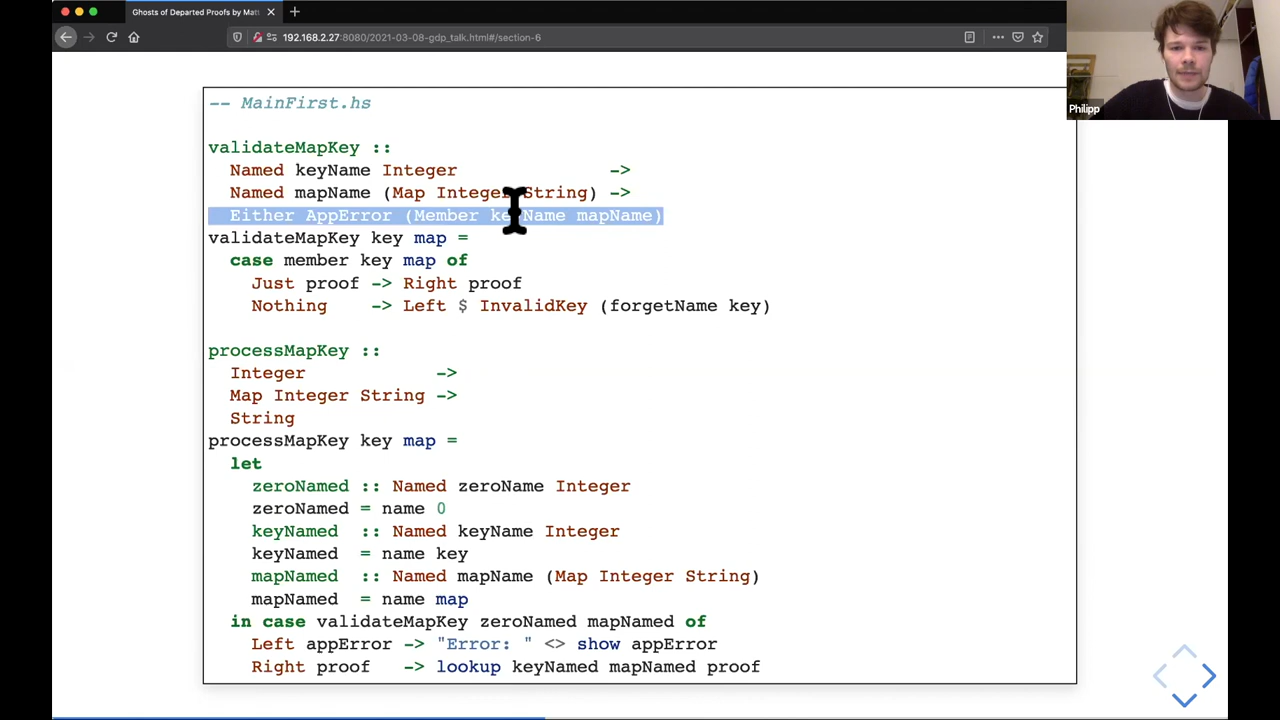 Ghosts of Departed Proofs by Mat
192.168.2.27:8080/2021-03-08-gdp_talk.html#/section-6
Philipp
-- MainFirst.hs
validateMapKey ::
Named keyName Integer ->
Named mapName (Map Integer String) ->
Either AppError (Member keyName mapName)
validateMapKey key map =
case member key map of
Just proof -> Right proof
Nothing -> Left $ InvalidKey (forgetName key)
processMapKey ::
Integer ->
Map Integer String ->
String
processMapKey key map =
let
zeroNamed :: Named zeroName Integer
zeroNamed = name 0
keyNamed :: Named keyName Integer
keyNamed = name key
mapNamed :: Named mapName (Map Integer String)
mapNamed = name map
in case validateMapKey zeroNamed mapNamed of
Left appError -> "Error: " <> show appError
Right proof -> lookup keyNamed mapNamed proof